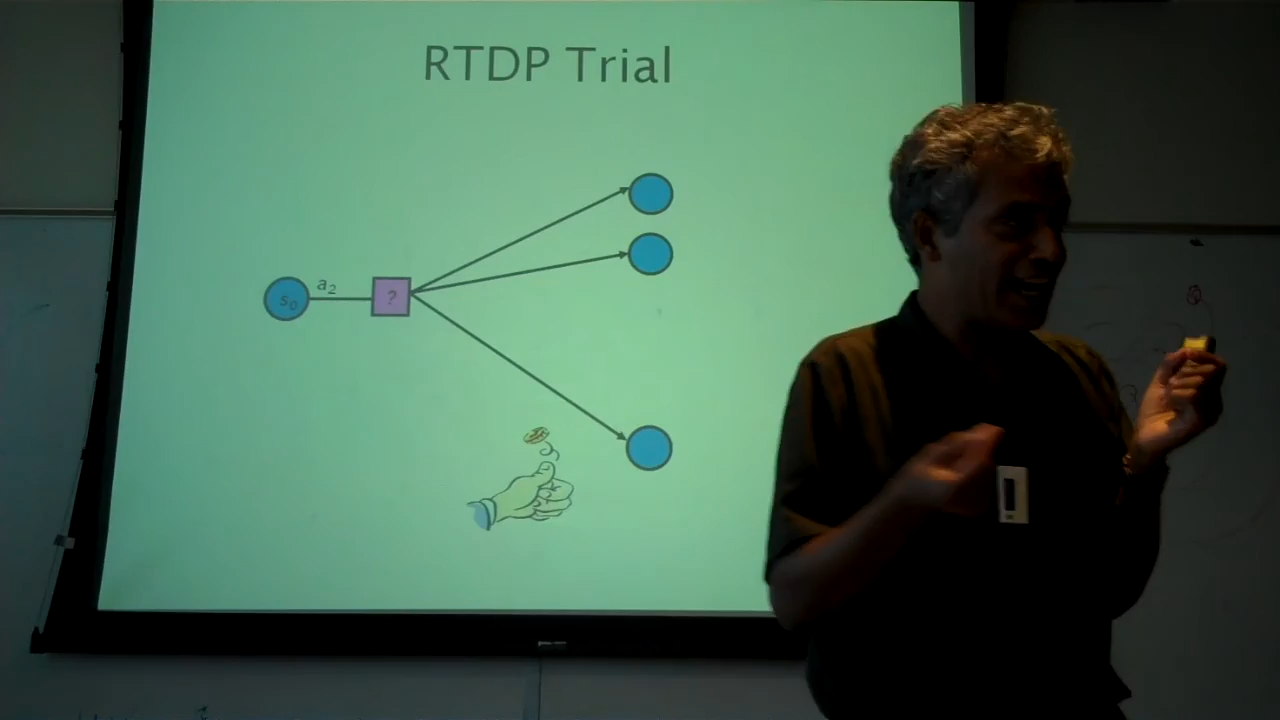 RTDP Trial
a₂
s₀
?